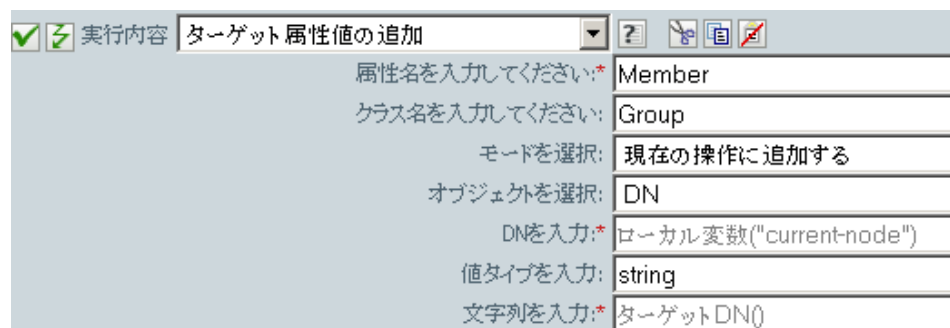 実行内容 ターゲット属性値の追加 ?
属性名を入力してください:* Member
クラス名を入力してください: Group
モードを選択: 現在の操作に追加する
オブジェクトを選択: DN
DNを入力:* ローカル変数("current-node")
値タイプを入力: string
文字列を入力:* ターゲットDN()